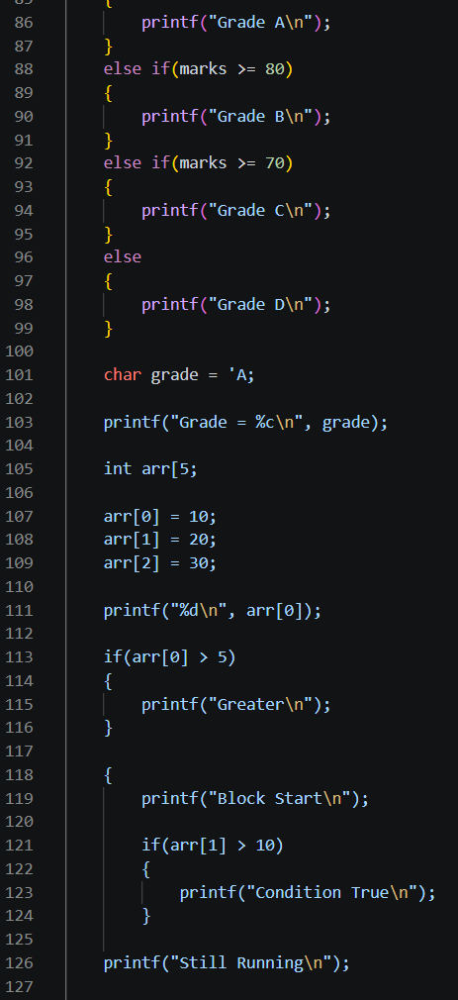 85 {
86 printf("Grade A\n");
87 }
88 else if(marks >= 80)
89 {
90 printf("Grade B\n");
91 }
92 else if(marks >= 70)
93 {
94 printf("Grade C\n");
95 }
96 else
97 {
98 printf("Grade D\n");
99 }
100
101 char grade = 'A;
102
103 printf("Grade = %c\n", grade);
104
105 int arr[5;
106
107 arr[0] = 10;
108 arr[1] = 20;
109 arr[2] = 30;
110
111 printf("%d\n", arr[0]);
112
113 if(arr[0] > 5)
114 {
115 printf("Greater\n");
116 }
117
118 {
119 printf("Block Start\n");
120
121 if(arr[1] > 10)
122 {
123 printf("Condition True\n");
124 }
125
126 printf("Still Running\n");
127